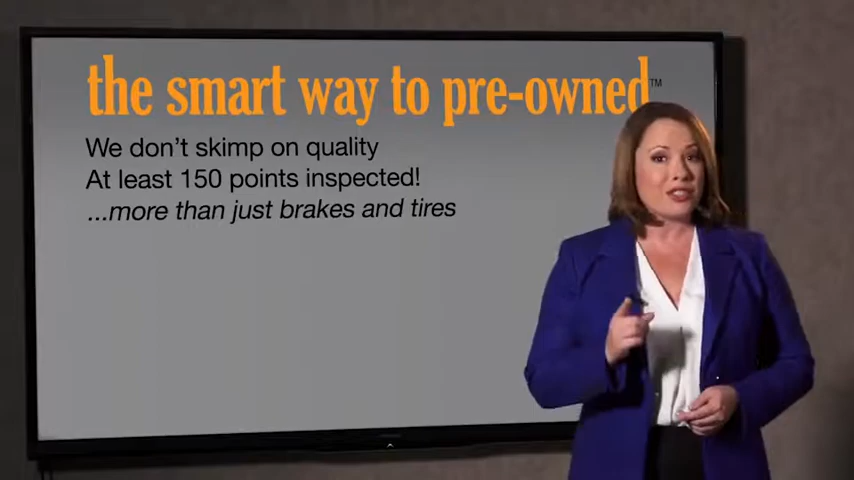 the smart way to pre-owned™
We don't skimp on quality
At least 150 points inspected!
...more than just brakes and tires